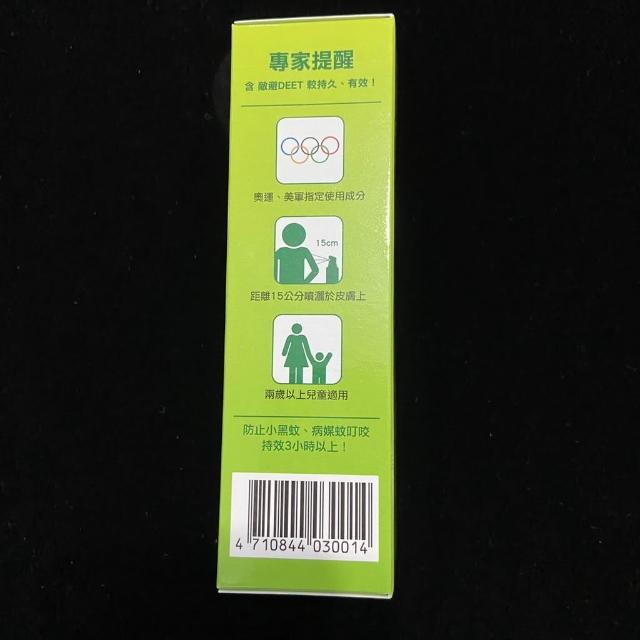 專家提醒
含 敵避DEET 較持久、有效！
奧運、美軍指定使用成分
15cm
距離15公分噴灑於皮膚上
兩歲以上兒童適用
防止小黑蚊、病媒蚊叮咬
持效3小時以上！
4 710844 030014